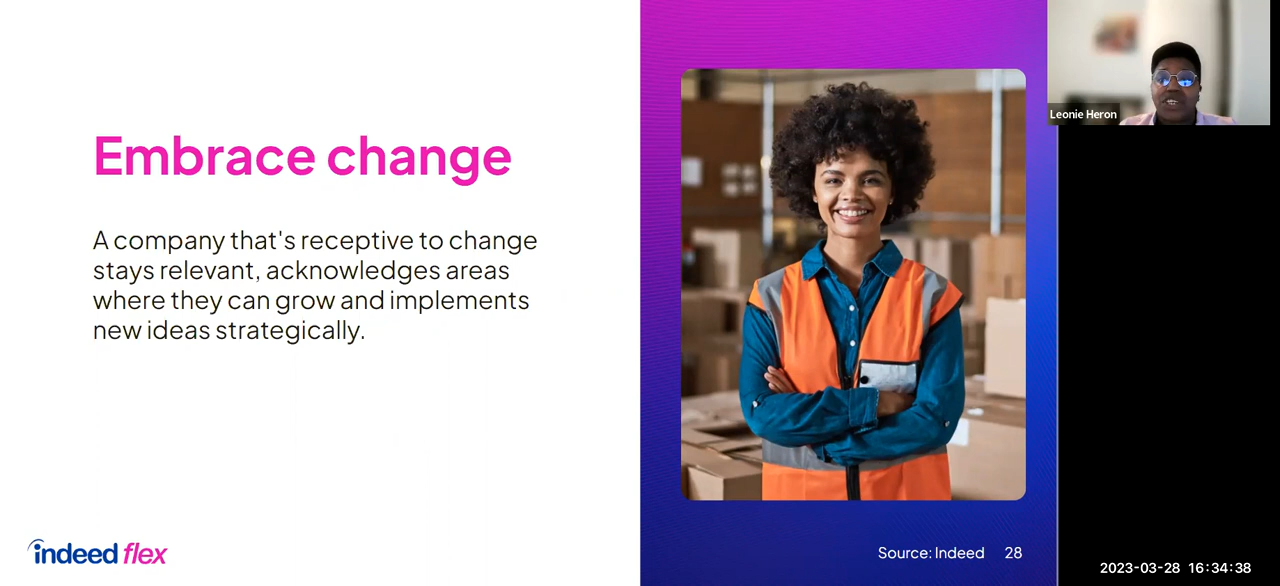 Embrace change
A company that's receptive to change
stays relevant, acknowledges areas
where they can grow and implements
new ideas strategically.
indeed flex
Source: Indeed 28
Leonie Heron
2023-03-28 16:34:38